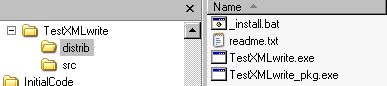 TestXMLwrite
distrib
src
InitialCode
Name
_install.bat
readme.txt
TestXMLwrite.exe
TestXMLwrite_pkg.exe